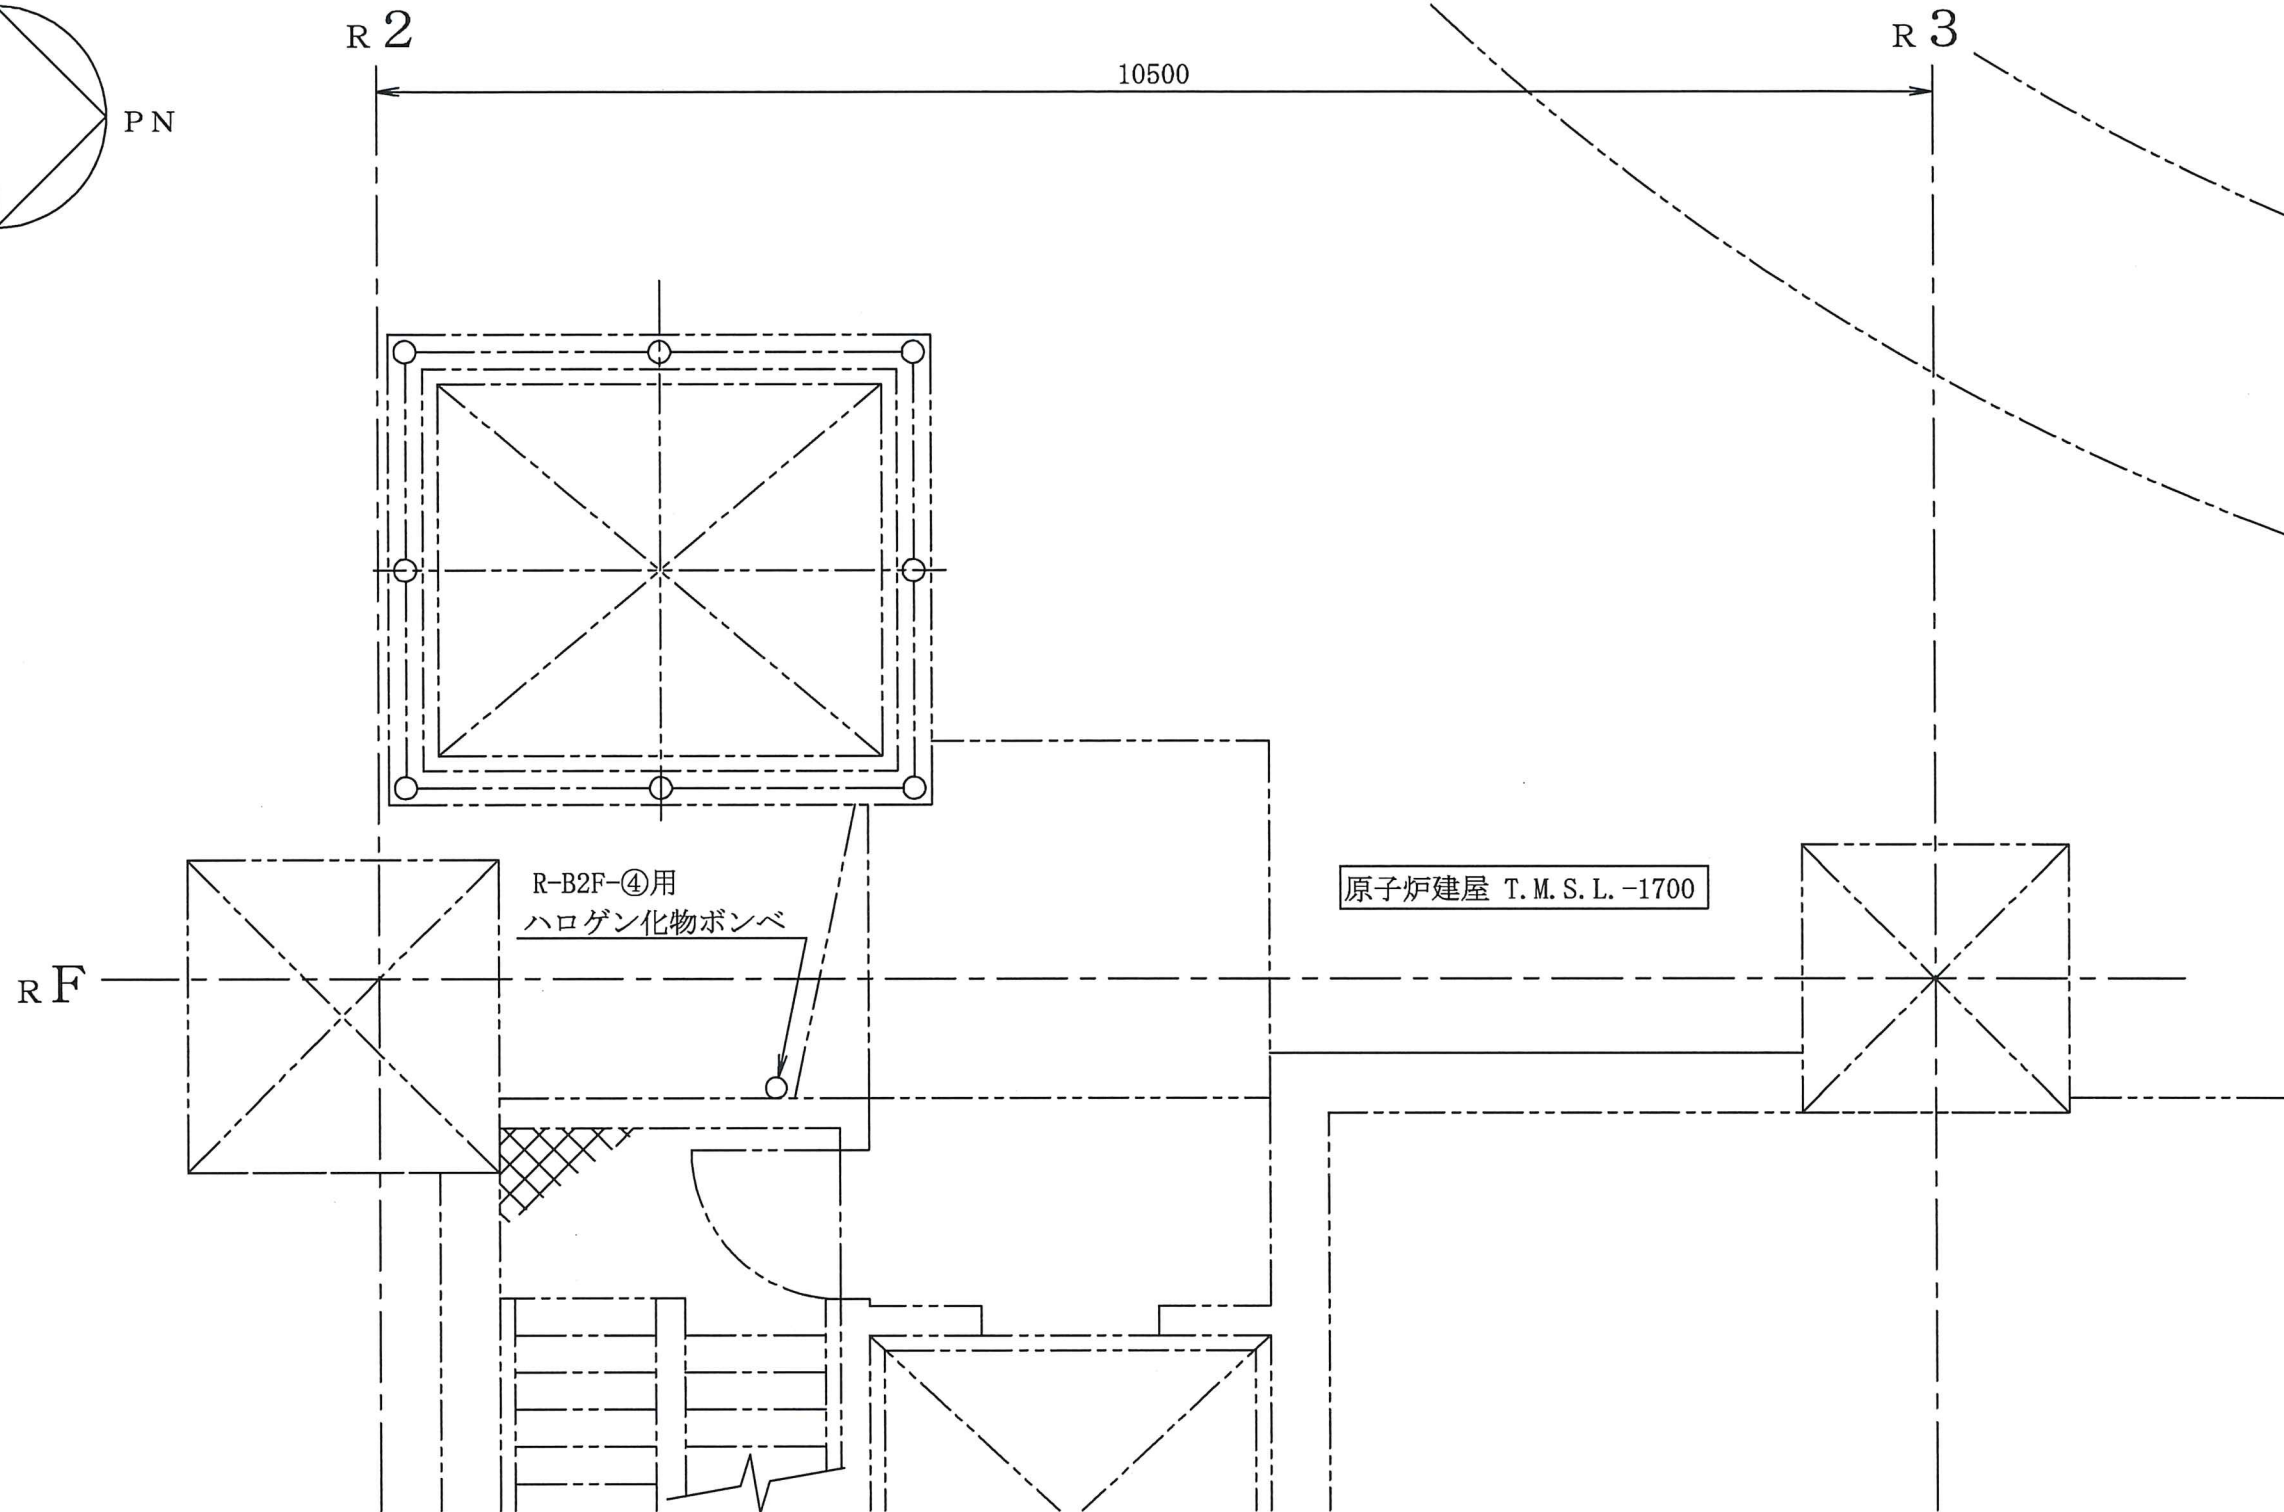 R2
R3
10500
PN
R-B2F-④用
ハロゲン化物ボンベ
原子炉建屋 T.M.S.L.-1700
RF